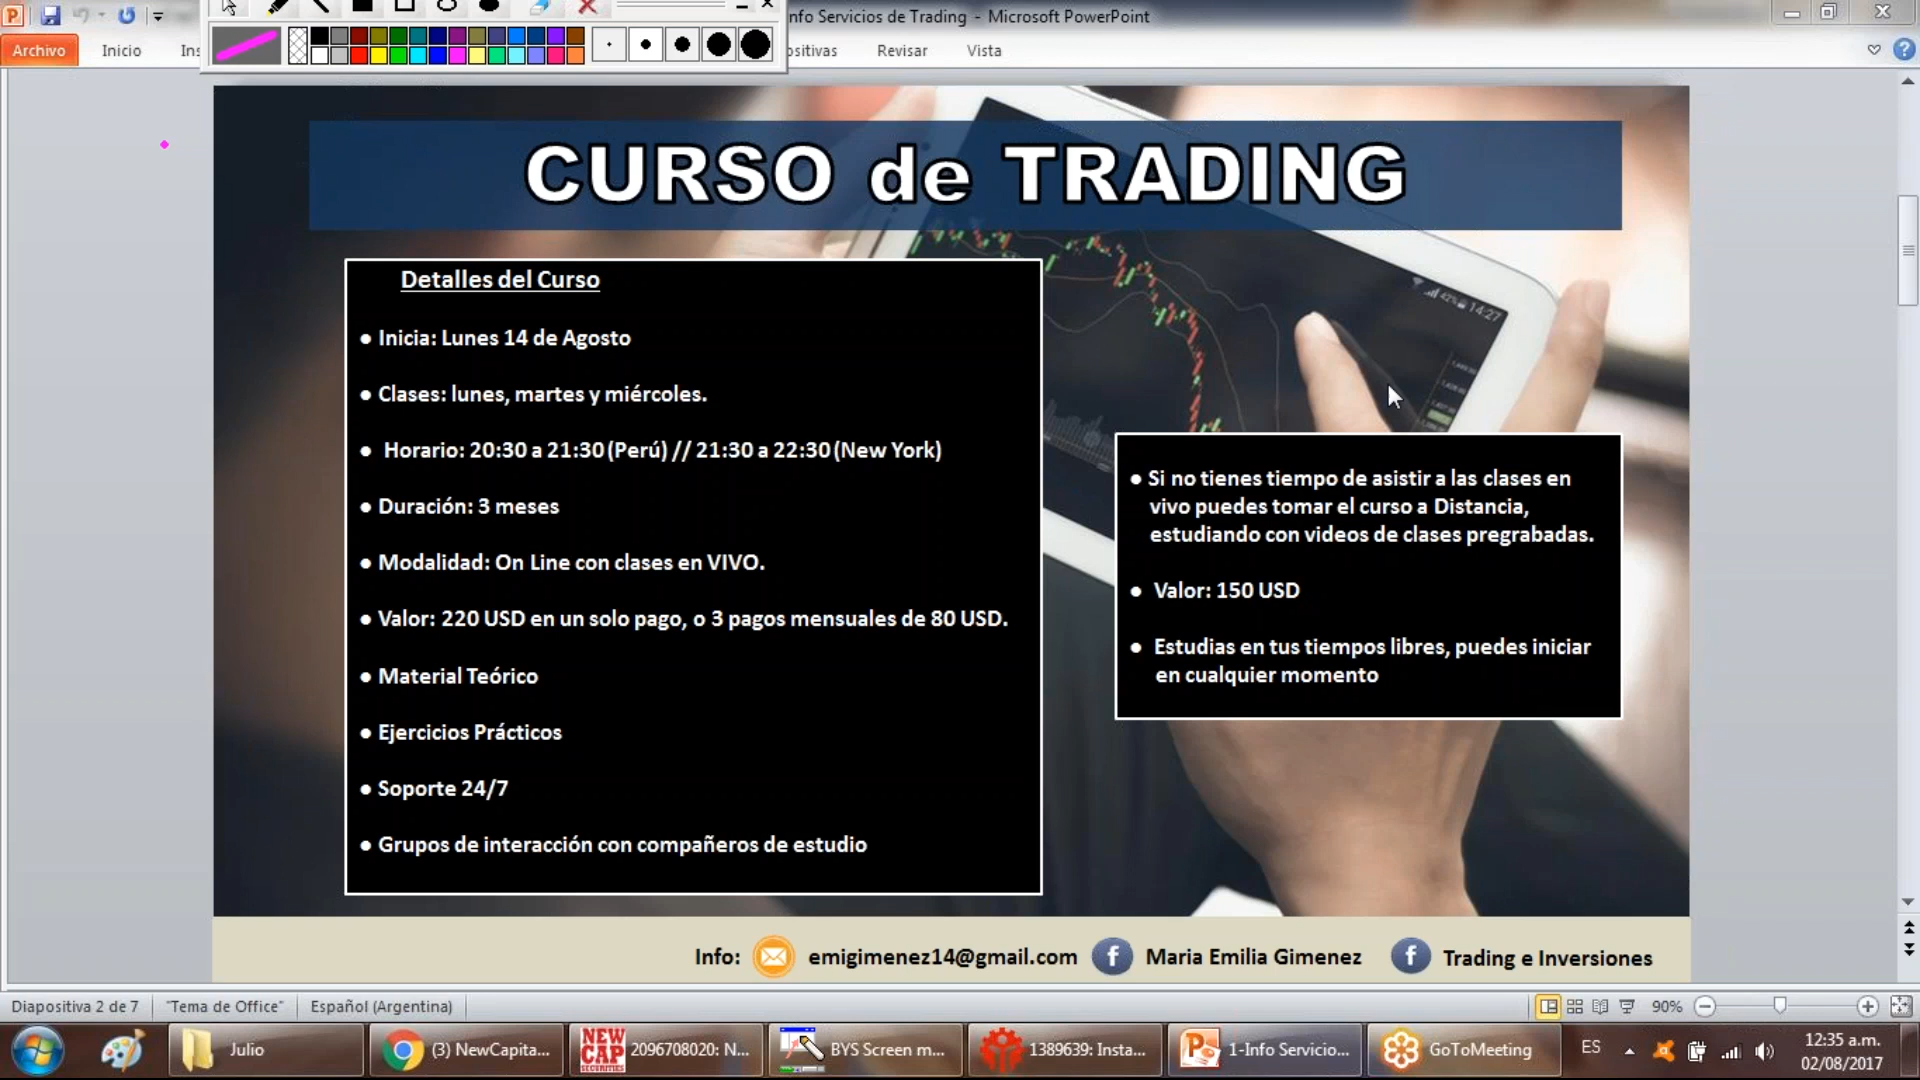 Info Servicios de Trading - Microsoft PowerPoint
Archivo Inicio Ins ositivas Revisar Vista
CURSO de TRADING
42% 14:27
Detalles del Curso
● Inicia: Lunes 14 de Agosto
● Clases: lunes, martes y miércoles.
● Horario: 20:30 a 21:30 (Perú) // 21:30 a 22:30 (New York)
● Duración: 3 meses
● Modalidad: On Line con clases en VIVO.
● Valor: 220 USD en un solo pago, o 3 pagos mensuales de 80 USD.
● Material Teórico
● Ejercicios Prácticos
● Soporte 24/7
● Grupos de interacción con compañeros de estudio
● Si no tienes tiempo de asistir a las clases en
vivo puedes tomar el curso a Distancia,
estudiando con videos de clases pregrabadas.
● Valor: 150 USD
● Estudias en tus tiempos libres, puedes iniciar
en cualquier momento
Info: emigimenez14@gmail.com Maria Emilia Gimenez Trading e Inversiones
Diapositiva 2 de 7 "Tema de Office" Español (Argentina) 90%
Julio (3) NewCapita... NEW CAP SECURITIES 2096708020: N... BYS Screen m... 1389639: Insta... 1-Info Servicio... GoToMeeting ES 12:35 a.m.
02/08/2017